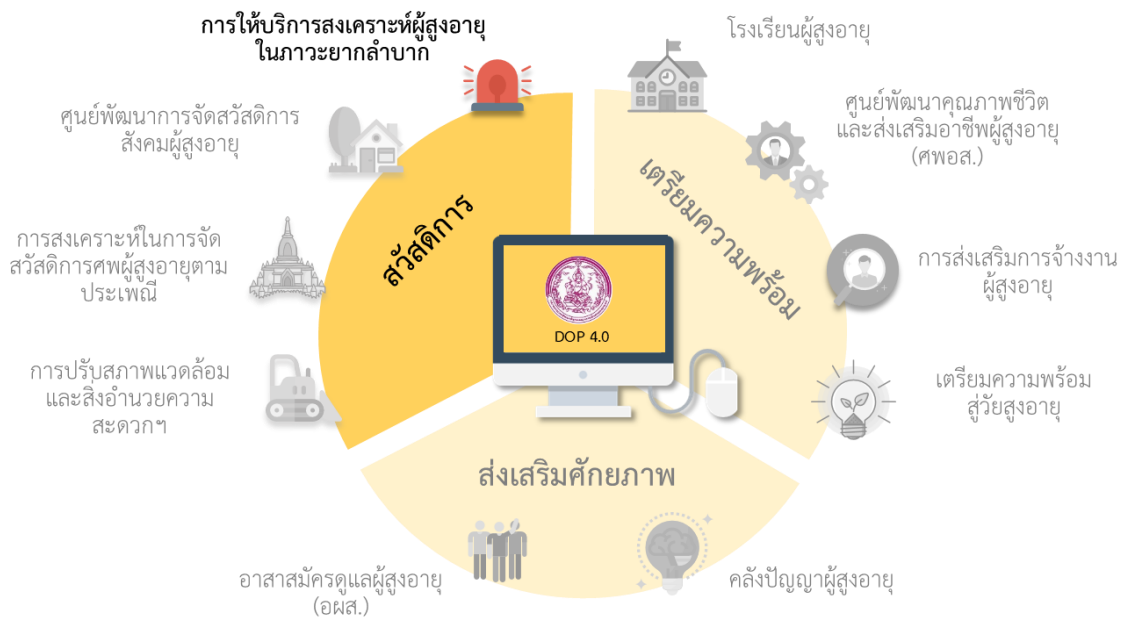 การให้บริการสงเคราะห์ผู้สูงอายุ
ในภาวะยากลำบาก
โรงเรียนผู้สูงอายุ
ศูนย์พัฒนาการจัดสวัสดิการ
สังคมผู้สูงอายุ
ศูนย์พัฒนาคุณภาพชีวิต
และส่งเสริมอาชีพผู้สูงอายุ
(ศพอส.)
สวัสดิการ
เตรียมความพร้อม
การสงเคราะห์ในการจัด
สวัสดิการศพผู้สูงอายุตาม
ประเพณี
การส่งเสริมการจ้างงาน
ผู้สูงอายุ
DOP 4.0
การปรับสภาพแวดล้อม
และสิ่งอำนวยความ
สะดวกฯ
เตรียมความพร้อม
สู่วัยสูงอายุ
ส่งเสริมศักยภาพ
อาสาสมัครดูแลผู้สูงอายุ
(อผส.)
คลังปัญญาผู้สูงอายุ